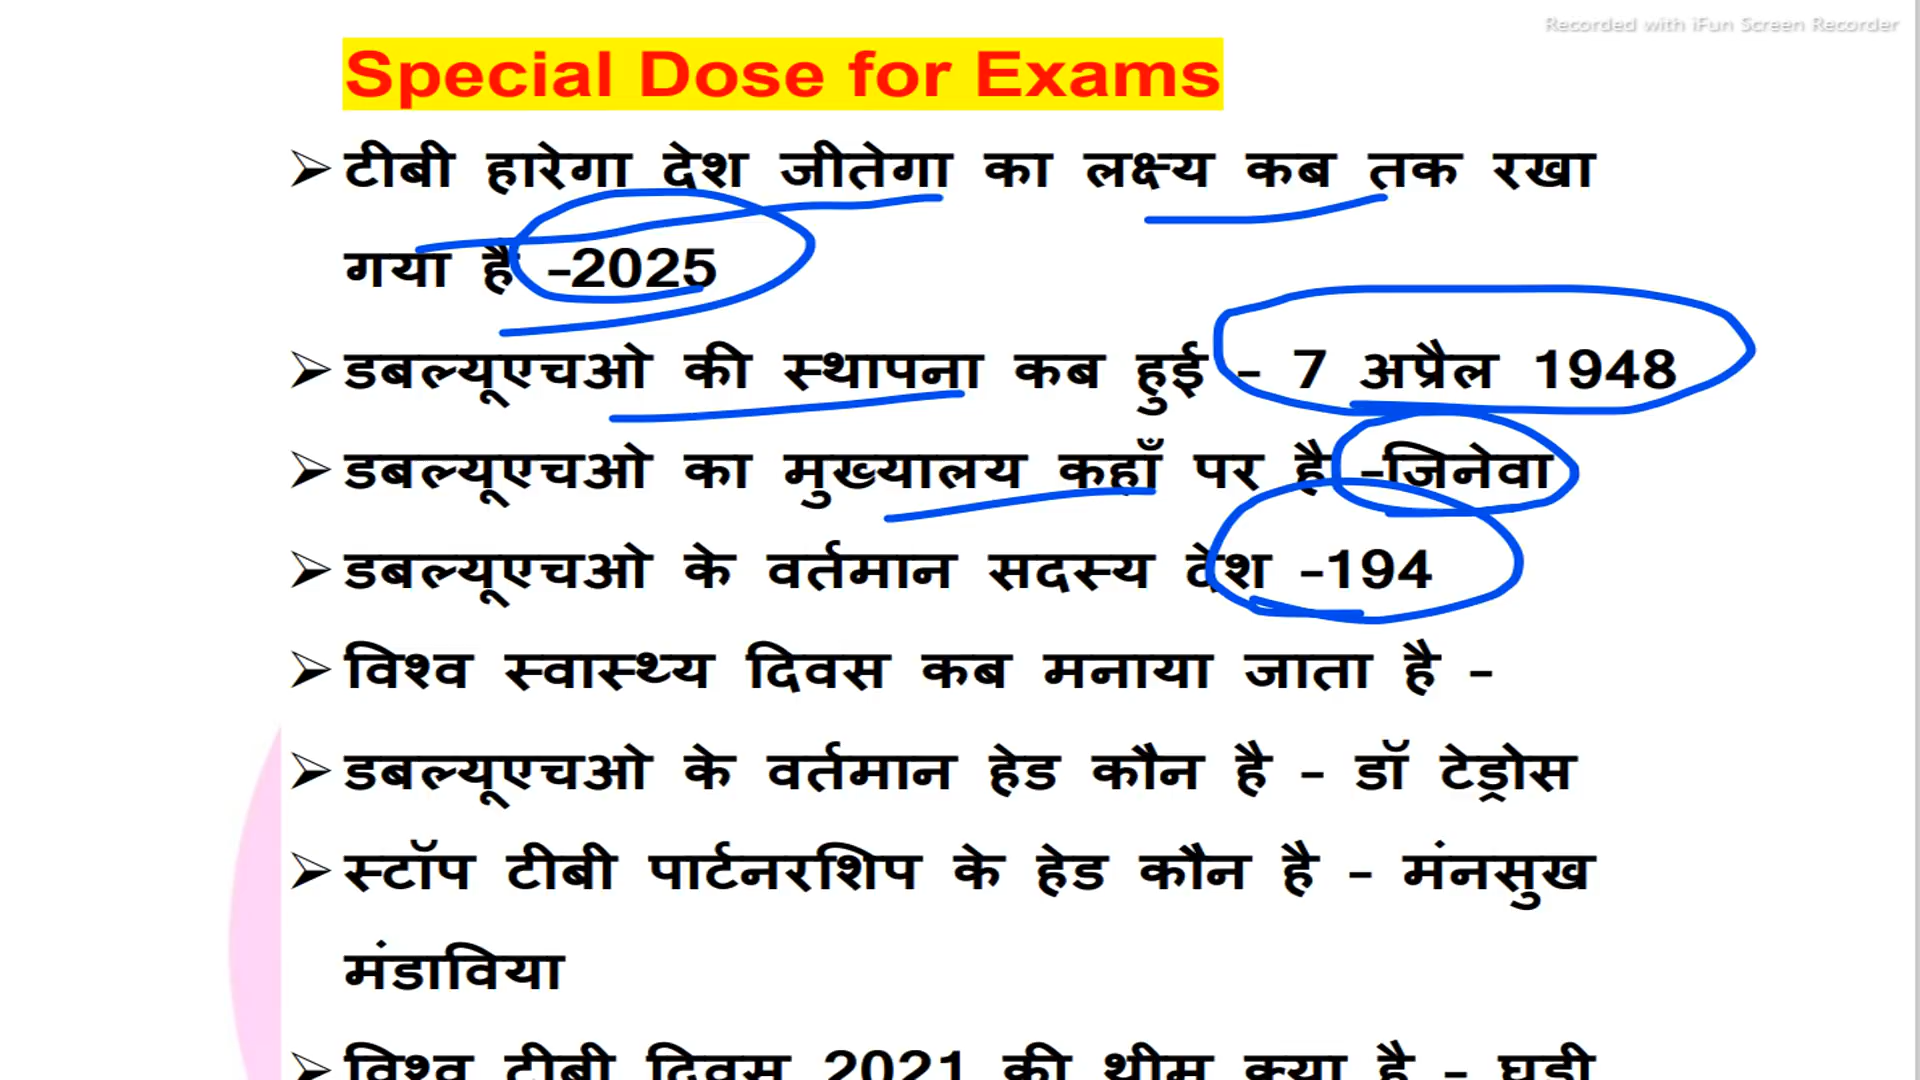 Recorded with iFun Screen Recorder
Special Dose for Exams
टीबी हारेगा देश जीतेगा का लक्ष्य कब तक रखा
गया है -2025
डबल्यूएचओ की स्थापना कब हुई - 7 अप्रैल 1948
डबल्यूएचओ का मुख्यालय कहाँ पर है -जिनेवा
डबल्यूएचओ के वर्तमान सदस्य देश -194
विश्व स्वास्थ्य दिवस कब मनाया जाता है -
डबल्यूएचओ के वर्तमान हेड कौन है - डॉ टेड्रोस
स्टॉप टीबी पार्टनरशिप के हेड कौन है - मंनसुख
मंडाविया
विश्व टीबी दिवस 2021 की थीम क्या है - घड़ी